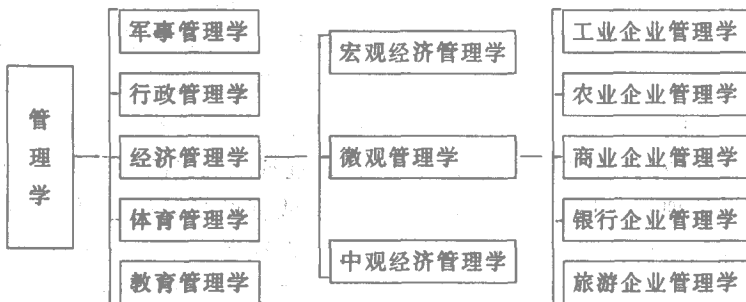 管理学
军事管理学
行政管理学
经济管理学
体育管理学
教育管理学
宏观经济管理学
微观管理学
中观经济管理学
工业企业管理学
农业企业管理学
商业企业管理学
银行企业管理学
旅游企业管理学